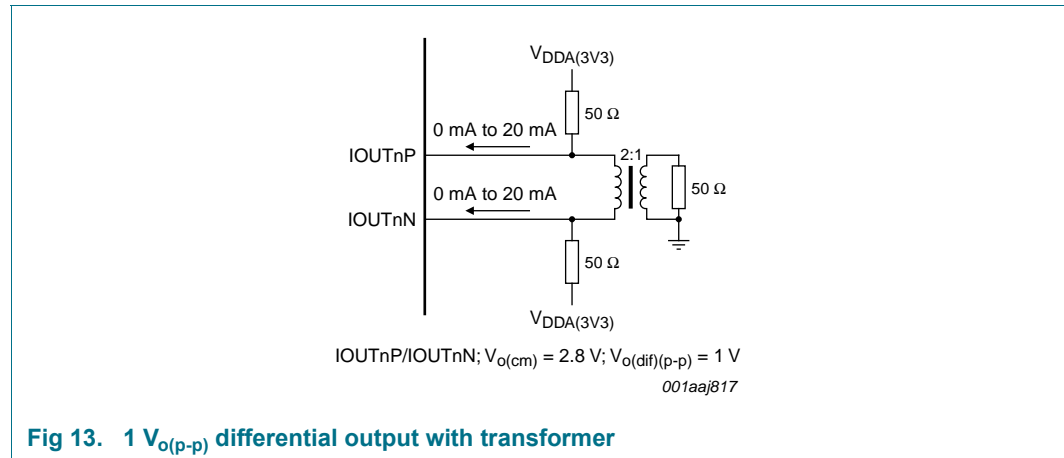 VDDA(3V3)
50 Ω
0 mA to 20 mA
IOUTnP
2:1
0 mA to 20 mA
50 Ω
IOUTnN
50 Ω
VDDA(3V3)
IOUTnP/IOUTnN; Vo(cm) = 2.8 V; Vo(dif)(p-p) = 1 V
001aaj817
Fig 13. 1 Vo(p-p) differential output with transformer